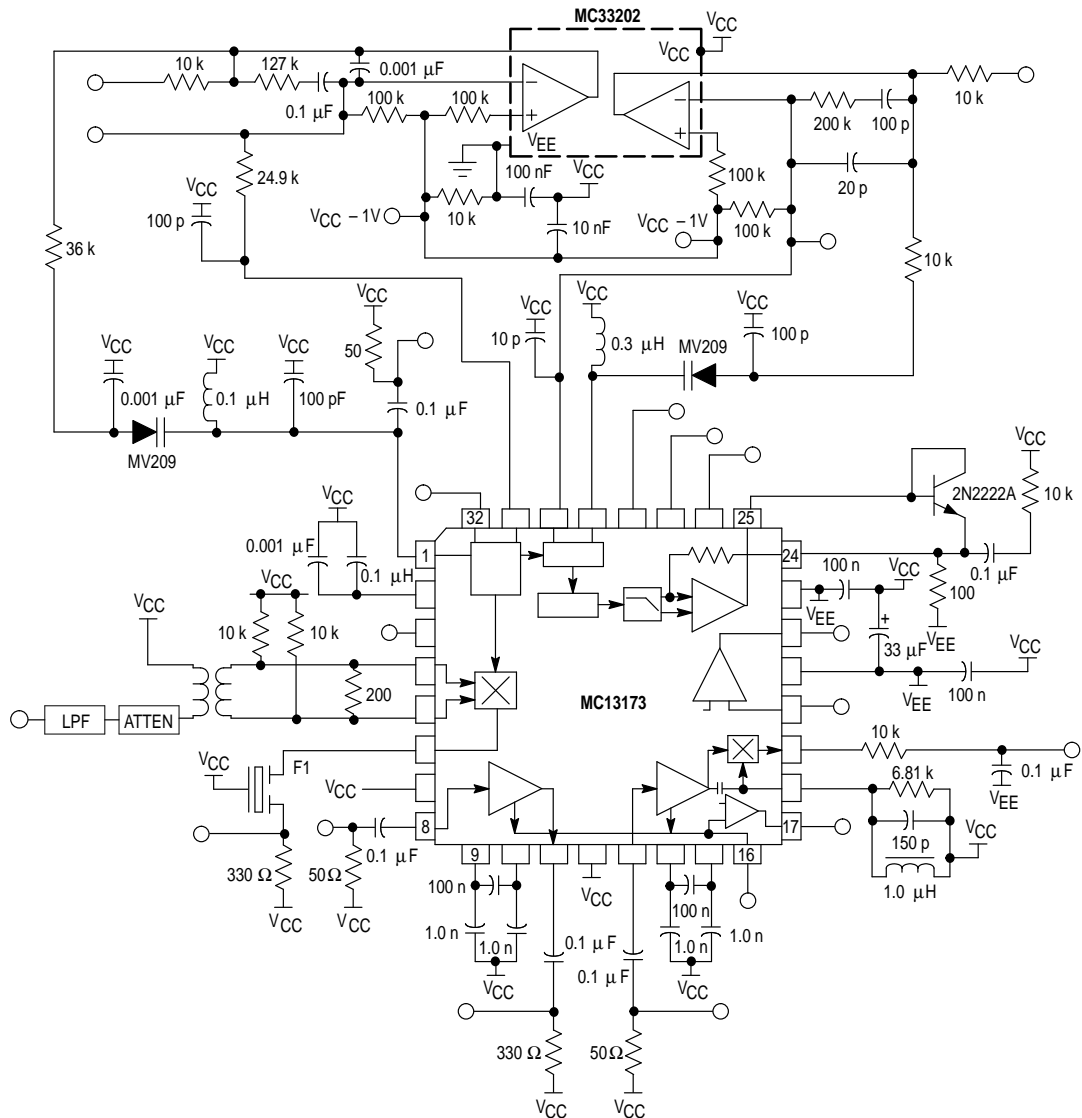 MC33202
VCC
VCC
10 k
127 k
0.001 µF
0.1 µF
100 k
100 k
VEE
10 k
200 k
100 p
24.9 k
100 nF
VCC
100 k
20 p
VCC
100 p
VCC – 1V
10 k
10 nF
VCC – 1V
100 k
36 k
10 k
VCC
50
VCC
10 p
VCC
0.3 µH
MV209
VCC
100 p
VCC
0.001 µF
VCC
0.1 µH
VCC
100 pF
0.1 µF
MV209
VCC
2N2222A
10 k
32
25
VCC
0.001 µF
0.1 µH
1
24
100 n
VCC
0.1 µF
100
VEE
VEE
33 µF
+
VCC
VCC
10 k
10 k
200
VCC
100 n
VEE
MC13173
LPF
ATTEN
10 k
0.1 µF
VEE
VCC
F1
VCC
6.81 k
150 p
VCC
1.0 µH
8
17
0.1 µF
330 Ω
VCC
50Ω
VCC
9
16
100 n
VCC
100 n
1.0 n
1.0 n
VCC
0.1 µF
0.1 µF
1.0 n
1.0 n
VCC
330 Ω
VCC
50Ω
VCC